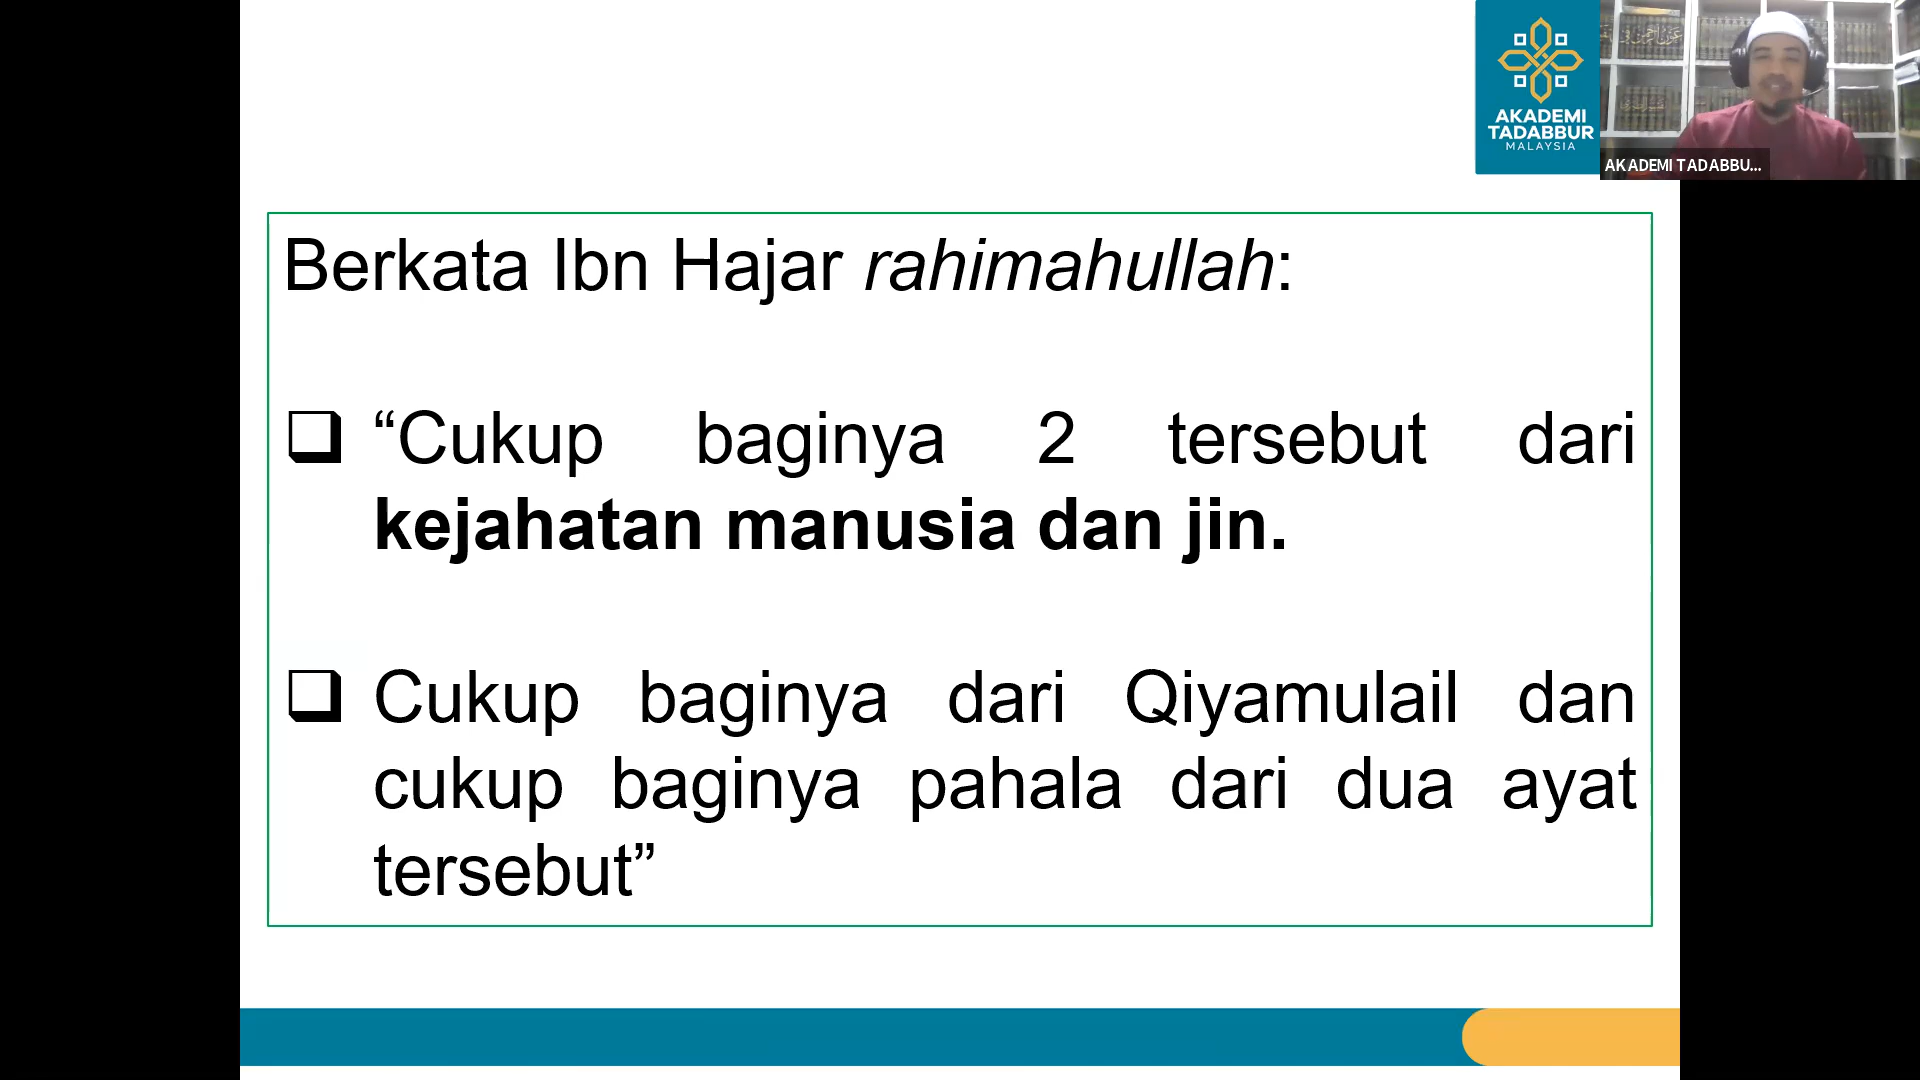 AKADEMI
TADABBUR
MALAYSIA
AKADEMI TADABBU...
Berkata Ibn Hajar rahimahullah:
“Cukup baginya 2 tersebut dari
kejahatan manusia dan jin.
Cukup baginya dari Qiyamulail dan
cukup baginya pahala dari dua ayat
tersebut”